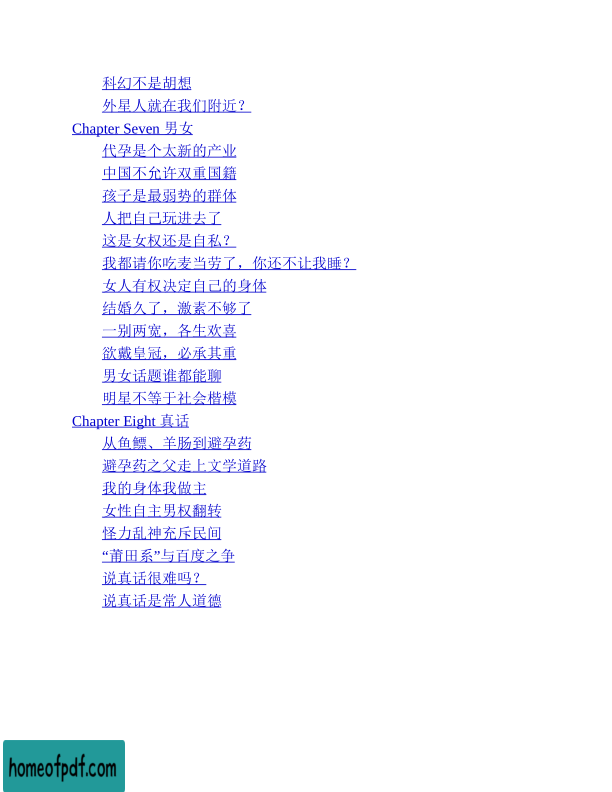 科幻不是胡想
外星人就在我们附近？
Chapter Seven 男女
代孕是个太新的产业
中国不允许双重国籍
孩子是最弱势的群体
人把自己玩进去了
这是女权还是自私？
我都请你吃麦当劳了，你还不让我睡？
女人有权决定自己的身体
结婚久了，激素不够了
一别两宽，各生欢喜
欲戴皇冠，必承其重
男女话题谁都能聊
明星不等于社会楷模
Chapter Eight 真话
从鱼鳔、羊肠到避孕药
避孕药之父走上文学道路
我的身体我做主
女性自主男权翻转
怪力乱神充斥民间
“莆田系”与百度之争
说真话很难吗？
说真话是常人道德
homeofpdf.com